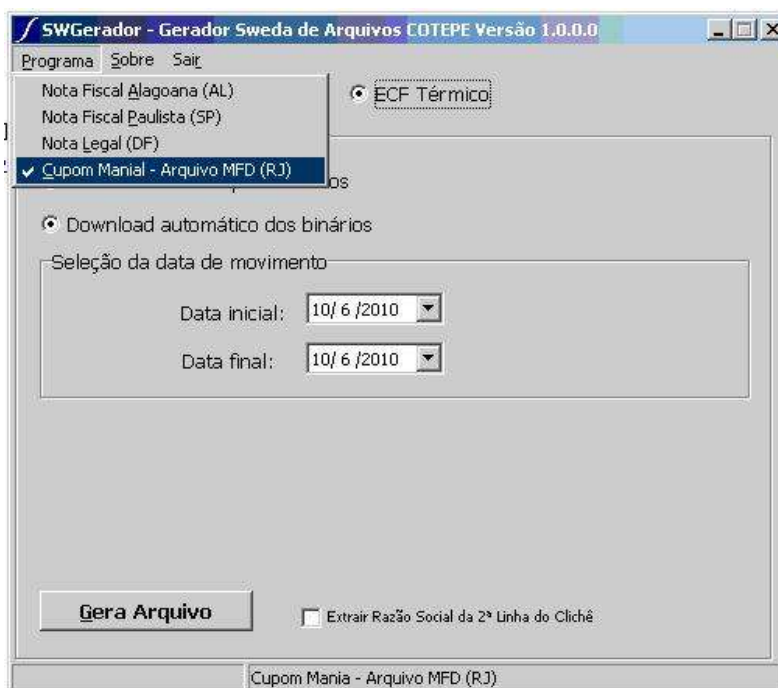 SWGerador - Gerador Sweda de Arquivos COTEPE Versão 1.0.0.0
Programa Sobre Sair
Nota Fiscal Alagoana (AL)
ECF Térmico
Nota Fiscal Paulista (SP)
Nota Legal (DF)
Cupom Manial - Arquivo MFD (RJ)
Download automático dos binários
Seleção da data de movimento
Data inicial: 10/ 6 /2010
Data final: 10/ 6 /2010
Gera Arquivo
Extrair Razão Social da 2ª Linha do Clichê
Cupom Mania - Arquivo MFD (RJ)